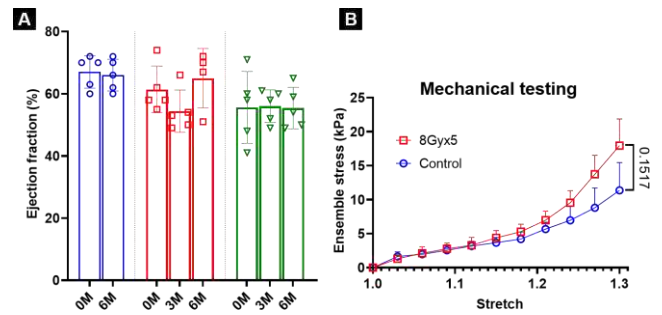 A
Ejection fraction (%)
80
60
40
20
0
0M 6M 0M 3M 6M 0M 3M 6M
B
Mechanical testing
Ensemble stress (kPa)
25
20
15
10
5
0
8Gyx5
Control
0.1517
1.0 1.1 1.2 1.3
Stretch